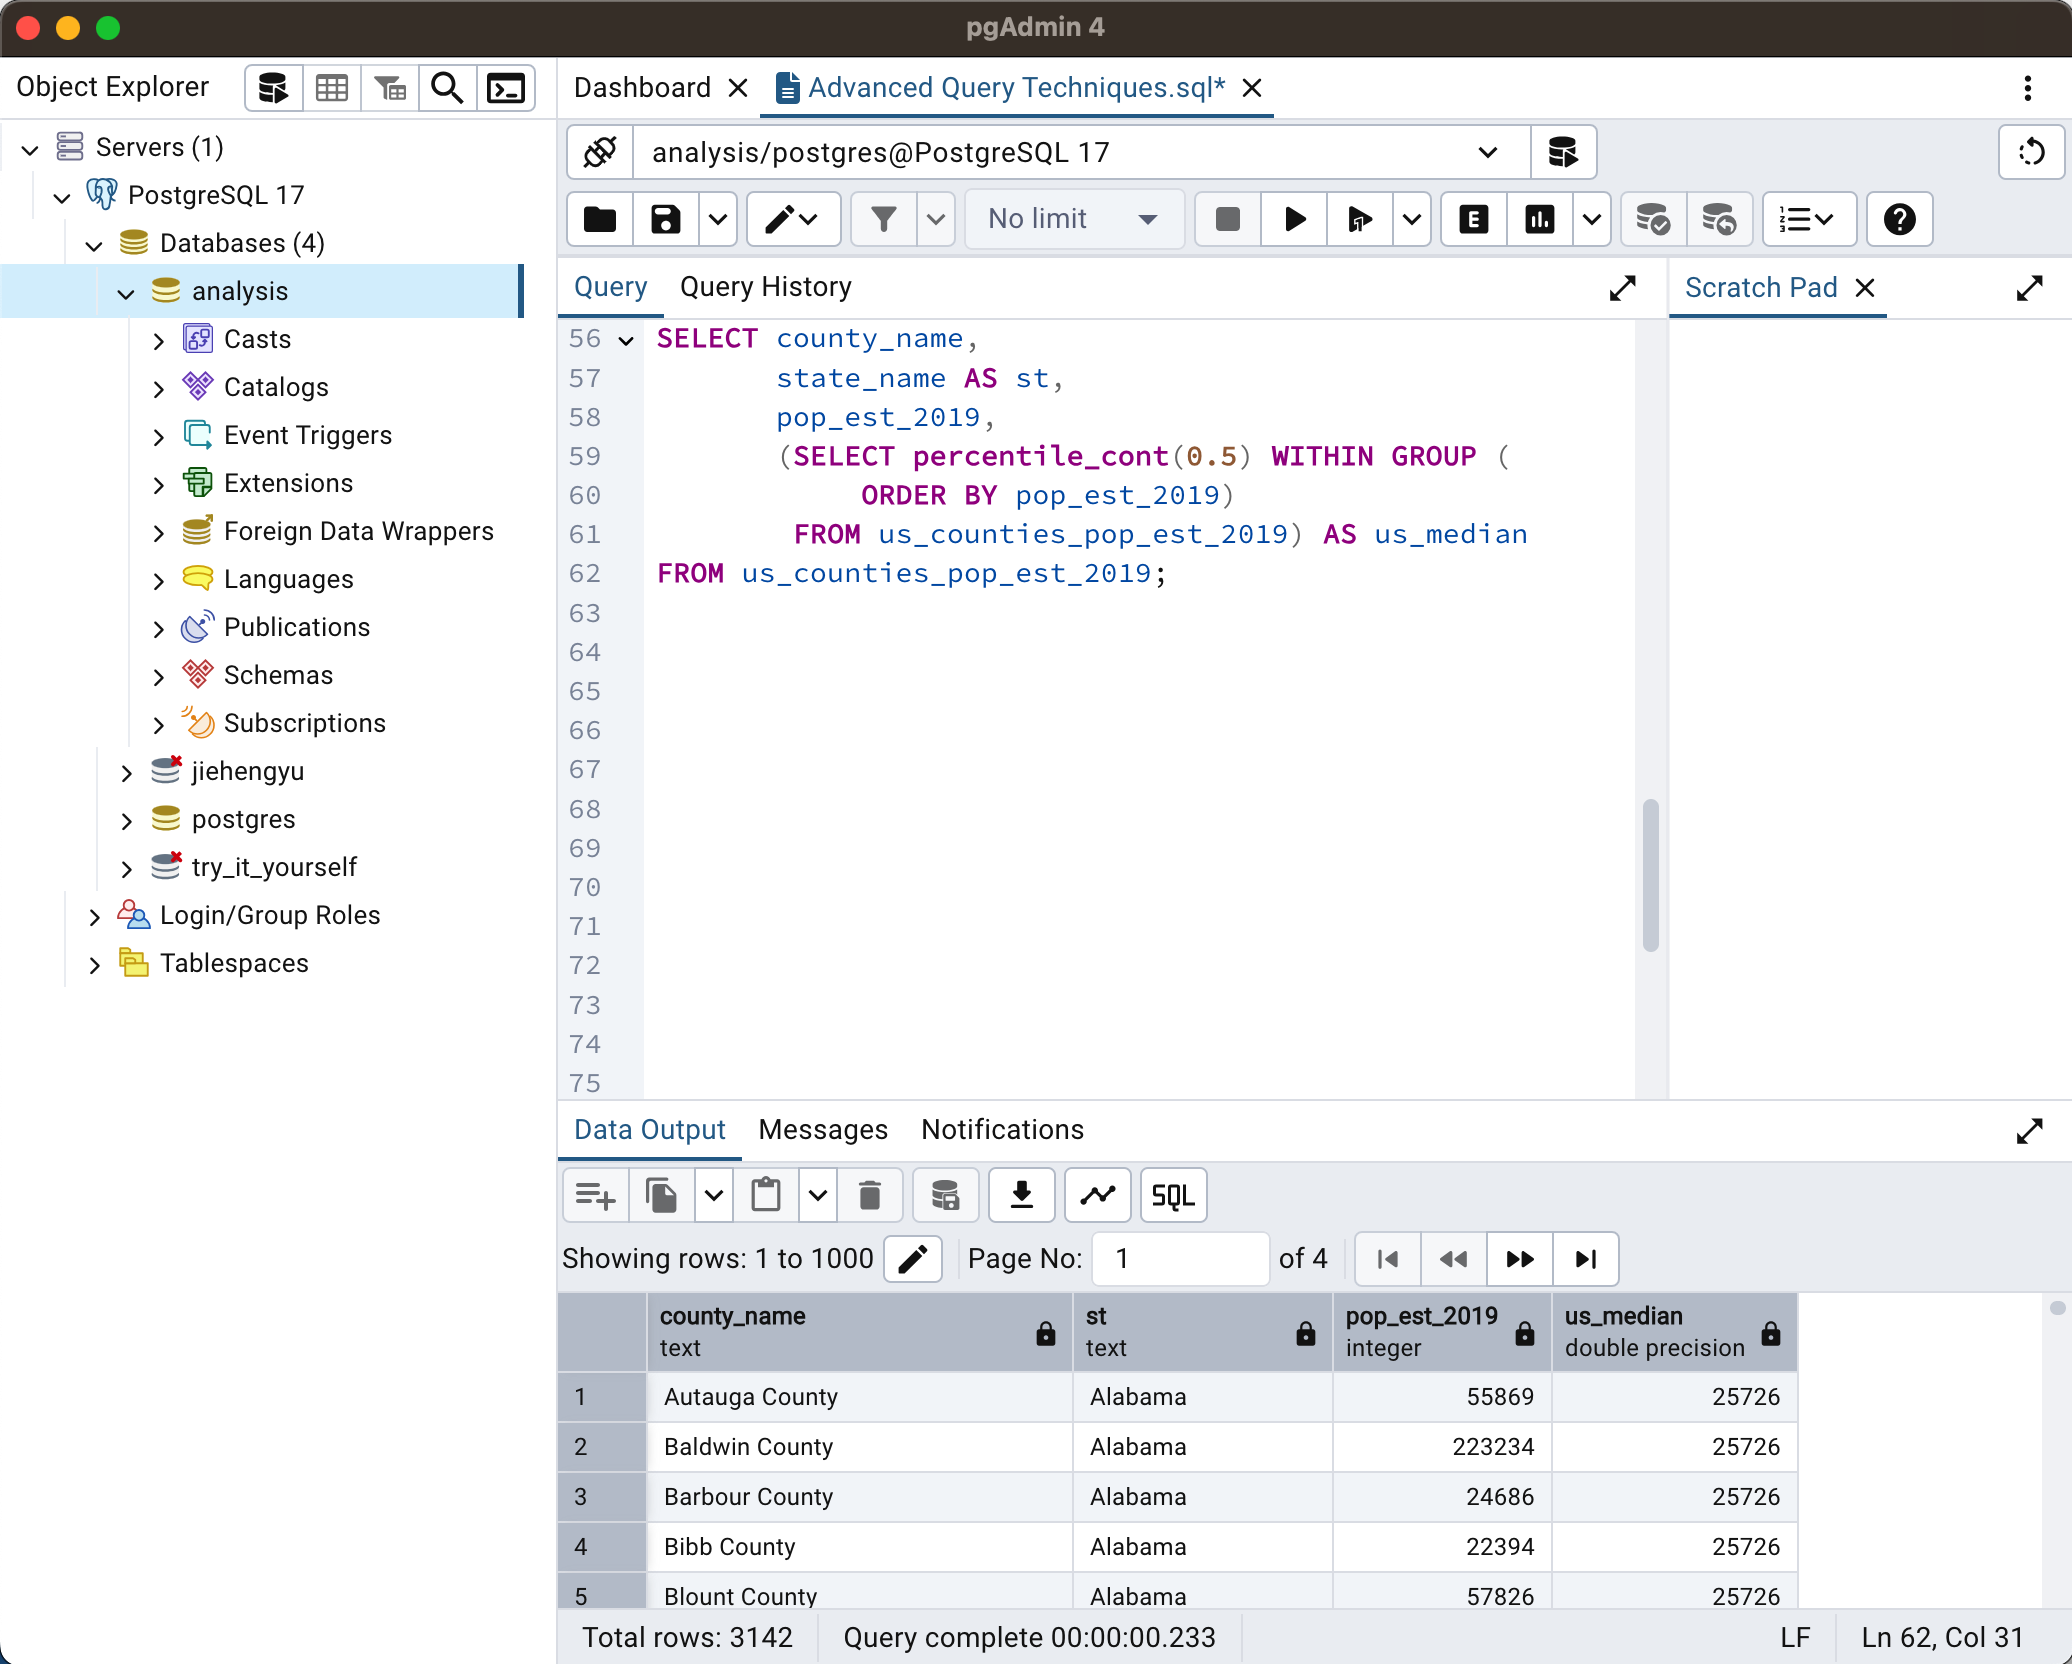 pgAdmin 4
Object Explorer
Servers (1)
PostgreSQL 17
Databases (4)
analysis
Casts
Catalogs
Event Triggers
Extensions
Foreign Data Wrappers
Languages
Publications
Schemas
Subscriptions
jiehengyu
postgres
try_it_yourself
Login/Group Roles
Tablespaces
Dashboard
Advanced Query Techniques.sql*
analysis/postgres@PostgreSQL 17
No limit
E
Query Query History
Scratch Pad
56 SELECT county_name,
57 state_name AS st,
58 pop_est_2019,
59 (SELECT percentile_cont(0.5) WITHIN GROUP (
60 ORDER BY pop_est_2019)
61 FROM us_counties_pop_est_2019) AS us_median
62 FROM us_counties_pop_est_2019;
63
64
65
66
67
68
69
70
71
72
73
74
75
Data Output Messages Notifications
SQL
Showing rows: 1 to 1000 Page No: 1 of 4
county_name st pop_est_2019 us_median
text text integer double precision
1 Autauga County Alabama 55869 25726
2 Baldwin County Alabama 223234 25726
3 Barbour County Alabama 24686 25726
4 Bibb County Alabama 22394 25726
5 Blount County Alabama 57826 25726
Total rows: 3142 Query complete 00:00:00.233 LF Ln 62, Col 31